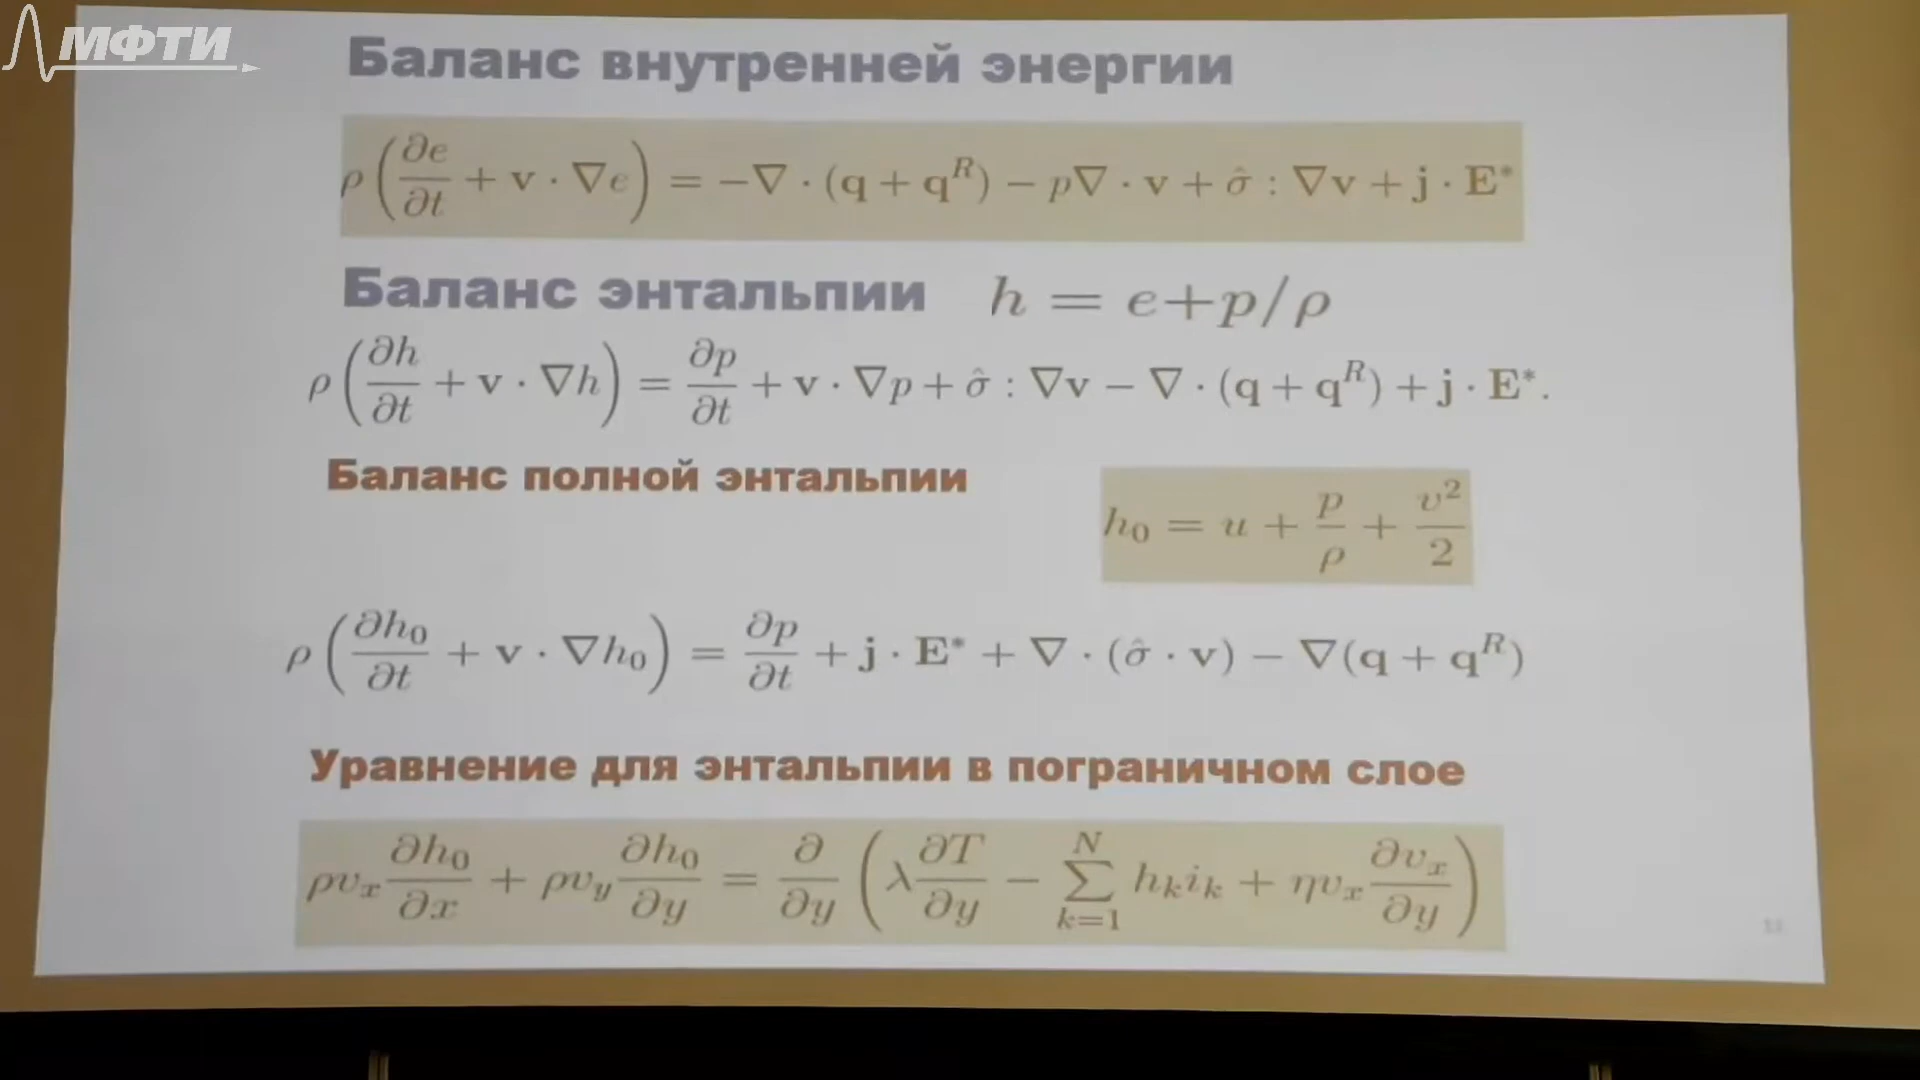 МФТИ
Баланс внутренней энергии
ρ(∂e/∂t + v · ∇e) = −∇ · (q + q^R) − p∇ · v + σ̂ : ∇v + j · E*
Баланс энтальпии h = e+p/ρ
ρ(∂h/∂t + v · ∇h) = ∂p/∂t + v · ∇p + σ̂ : ∇v − ∇ · (q + q^R) + j · E*.
Баланс полной энтальпии
h₀ = u + p/ρ + v²/2
ρ(∂h₀/∂t + v · ∇h₀) = ∂p/∂t + j · E* + ∇ · (σ̂ · v) − ∇(q + q^R)
Уравнение для энтальпии в пограничном слое
ρv_x ∂h₀/∂x + ρv_y ∂h₀/∂y = ∂/∂y (λ ∂T/∂y − ∑_{k=1}^{N} h_k i_k + ηv_x ∂v_x/∂y)